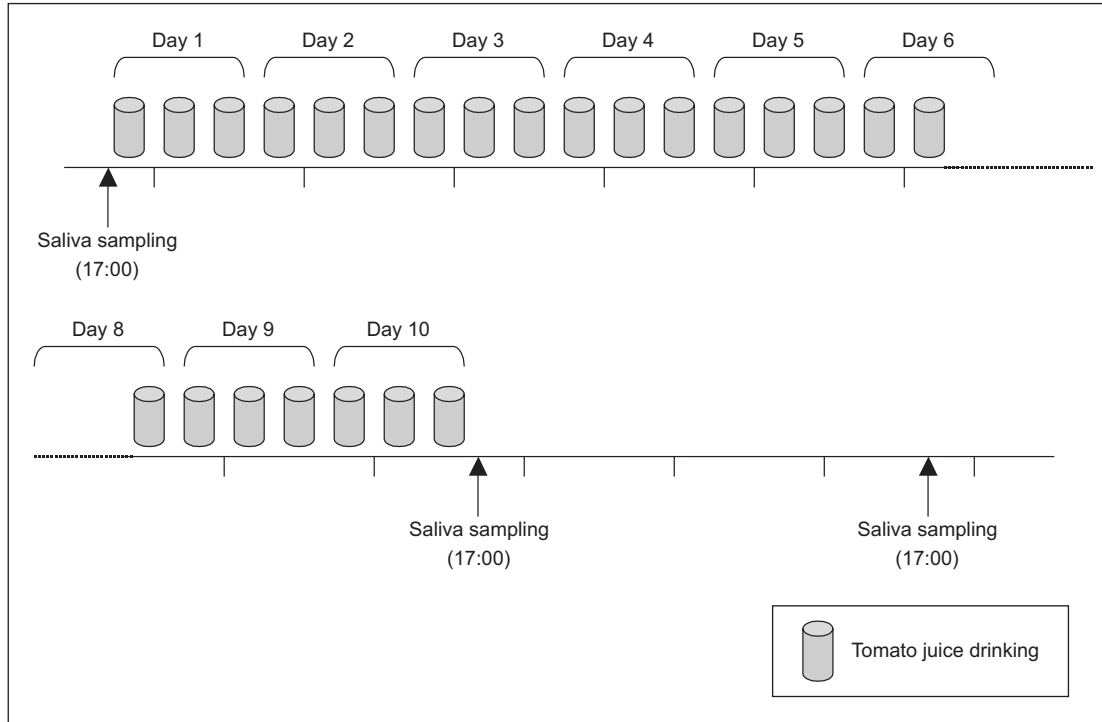 Day 1 Day 2 Day 3 Day 4 Day 5 Day 6
Saliva sampling
(17:00)
Day 8 Day 9 Day 10
Saliva sampling Saliva sampling
(17:00) (17:00)
Tomato juice drinking